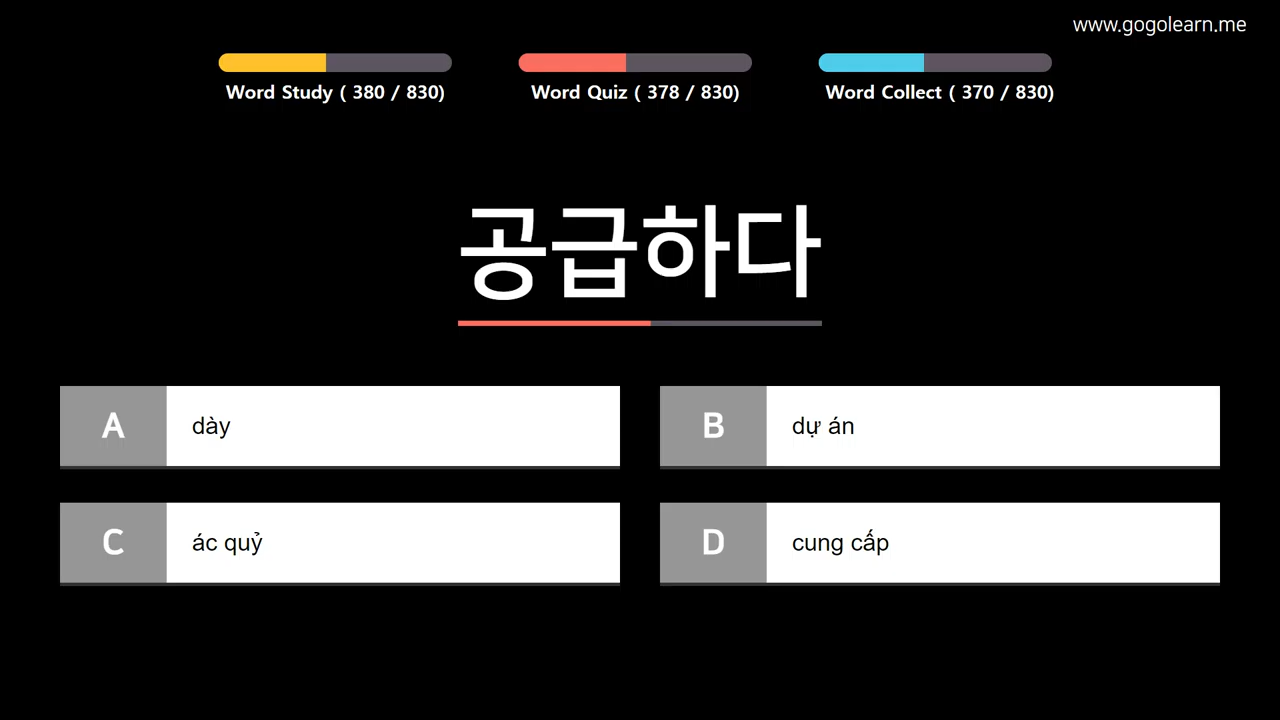 www.gogolearn.me
Word Study ( 380 / 830)
Word Quiz ( 378 / 830)
Word Collect ( 370 / 830)
공급하다
A dày
B dự án
C ác quỷ
D cung cấp